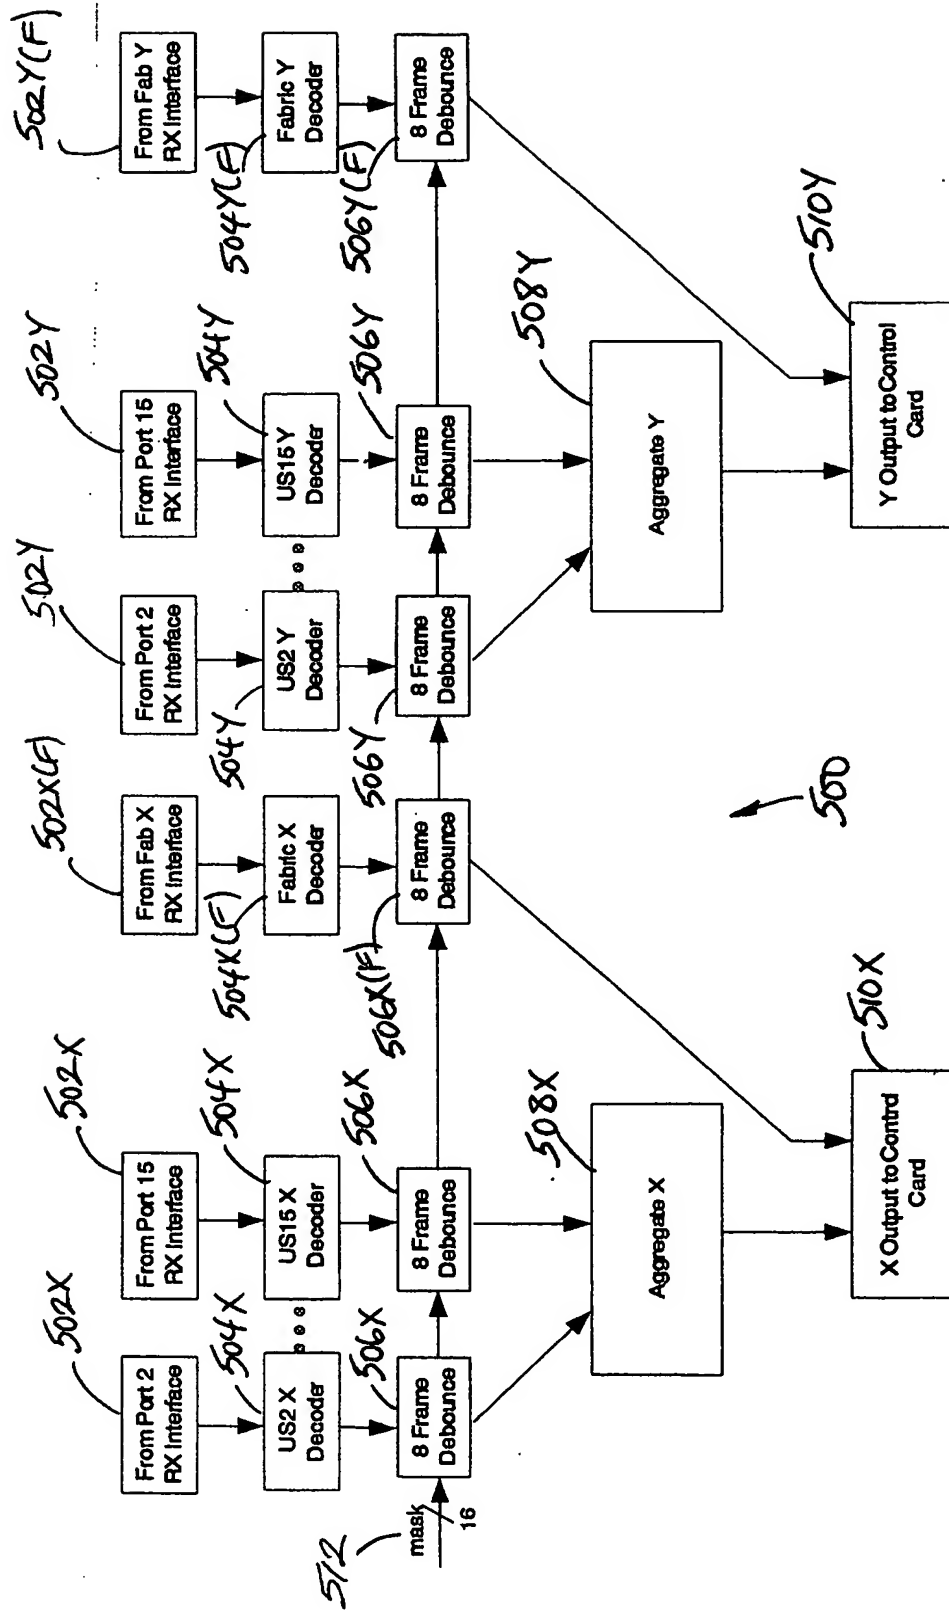 502X
502X
502X(F)
502Y
502Y
502Y(F)
From Port 2
RX Interface
From Port 15
RX Interface
From Fab X
RX Interface
From Port 2
RX Interface
From Port 15
RX Interface
From Fab Y
RX Interface
504X
504X
504X(F)
504Y
504Y
504Y(F)
US2 X
Decoder
US15 X
Decoder
Fabric X
Decoder
US2 Y
Decoder
US15 Y
Decoder
Fabric Y
Decoder
506X
506X
506X(F)
506Y
506Y
506Y(F)
512
mask
16
8 Frame
Debounce
8 Frame
Debounce
8 Frame
Debounce
8 Frame
Debounce
8 Frame
Debounce
8 Frame
Debounce
508X
508Y
Aggregate X
Aggregate Y
500
510X
510Y
X Output to Control
Card
Y Output to Control
Card